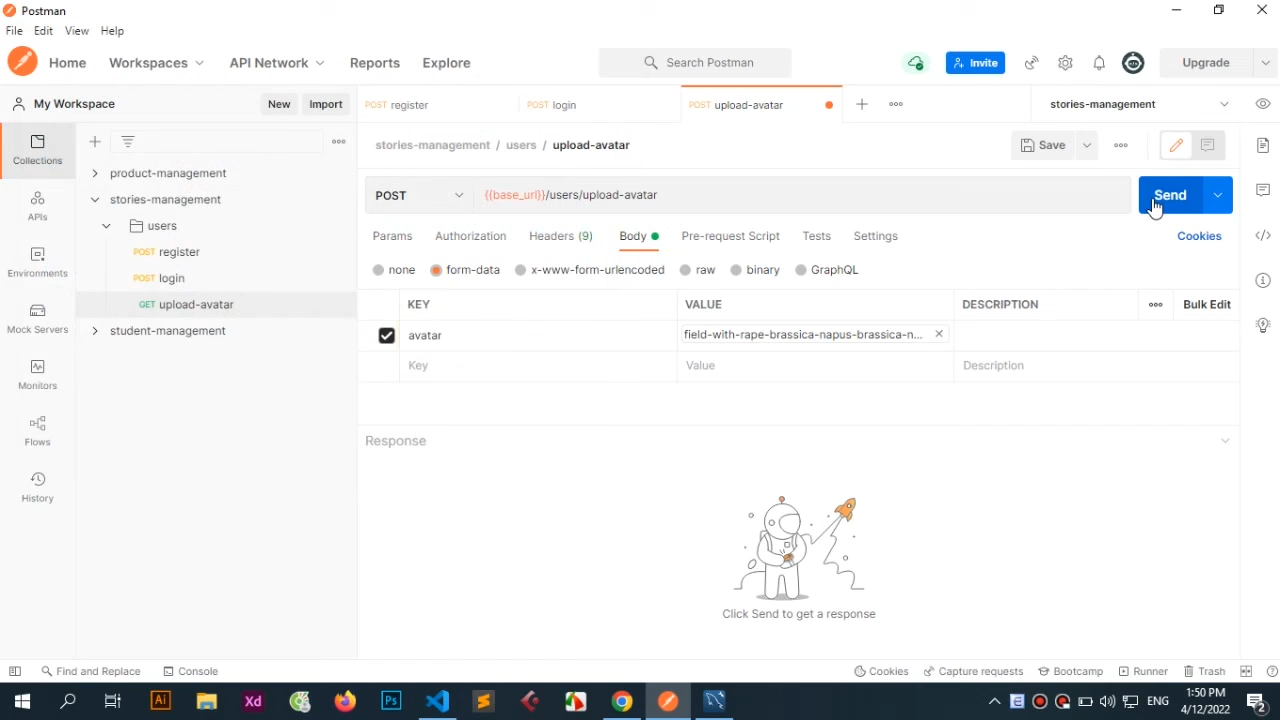 Postman
File Edit View Help
Home Workspaces API Network Reports Explore Search Postman Invite Upgrade
My Workspace New Import POST register POST login POST upload-avatar stories-management
Collections product-management stories-management / users / upload-avatar Save
stories-management POST {{base_url}}/users/upload-avatar Send
APIs users
Params Authorization Headers (9) Body Pre-request Script Tests Settings Cookies
POST register
Environments POST login none form-data x-www-form-urlencoded raw binary GraphQL
GET upload-avatar KEY VALUE DESCRIPTION Bulk Edit
Mock Servers student-management avatar field-with-rape-brassica-napus-brassica-n...
Key Value Description
Monitors
Flows Response
History
Click Send to get a response
Find and Replace Console Cookies Capture requests Bootcamp Runner Trash
Ai Xd Ps ENG 1:50 PM
4/12/2022 2